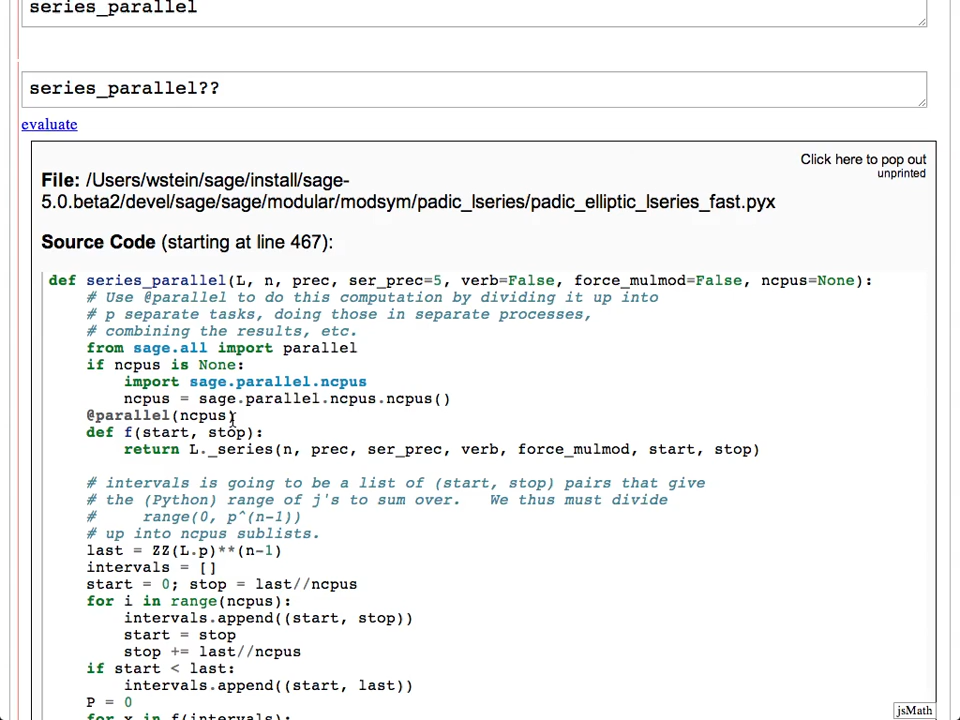 series_parallel
series_parallel??
evaluate
Click here to pop out
unprinted
File: /Users/wstein/sage/install/sage-
5.0.beta2/devel/sage/sage/modular/modsym/padic_lseries/padic_elliptic_lseries_fast.pyx
Source Code (starting at line 467):
def series_parallel(L, n, prec, ser_prec=5, verb=False, force_mulmod=False, ncpus=None):
    # Use @parallel to do this computation by dividing it up into
    # p separate tasks, doing those in separate processes,
    # combining the results, etc.
    from sage.all import parallel
    if ncpus is None:
        import sage.parallel.ncpus
        ncpus = sage.parallel.ncpus.ncpus()
    @parallel(ncpus)
    def f(start, stop):
        return L._series(n, prec, ser_prec, verb, force_mulmod, start, stop)
    # intervals is going to be a list of (start, stop) pairs that give
    # the (Python) range of j's to sum over.   We thus must divide
    #     range(0, p^(n-1))
    # up into ncpus sublists.
    last = ZZ(L.p)**(n-1)
    intervals = []
    start = 0; stop = last//ncpus
    for i in range(ncpus):
        intervals.append((start, stop))
        start = stop
        stop += last//ncpus
    if start < last:
        intervals.append((start, last))
    P = 0
    for x in f(intervals):
jsMath